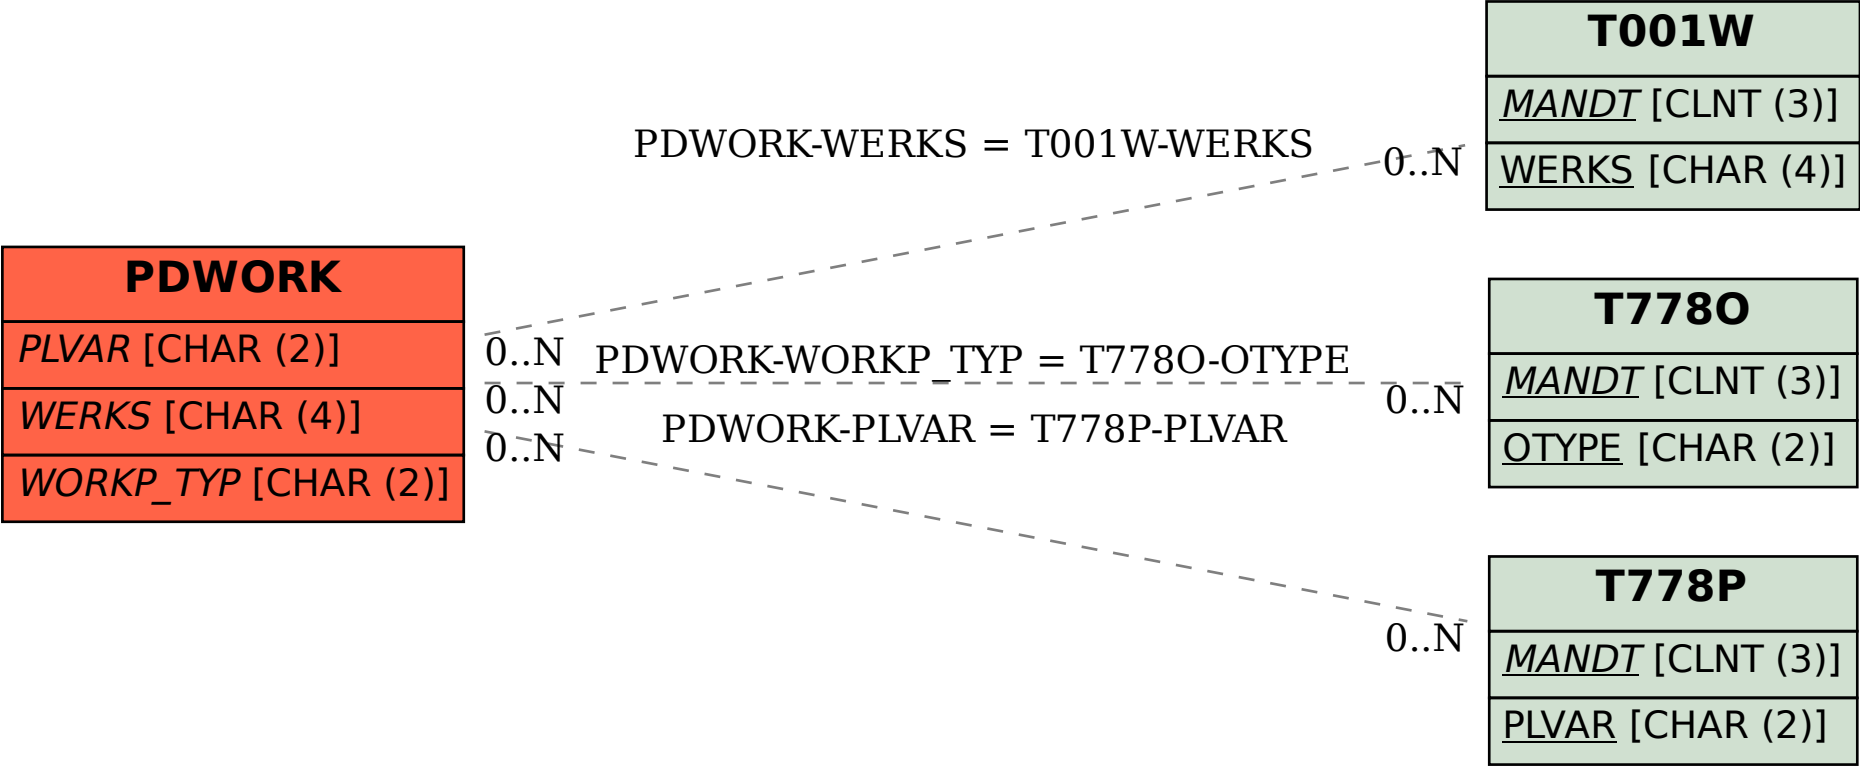 PDWORK
PLVAR [CHAR (2)]
WERKS [CHAR (4)]
WORKP_TYP [CHAR (2)]
PDWORK-WERKS = T001W-WERKS
0..N
0..N
PDWORK-WORKP_TYP = T778O-OTYPE
0..N
0..N
PDWORK-PLVAR = T778P-PLVAR
0..N
0..N
T001W
MANDT [CLNT (3)]
WERKS [CHAR (4)]
T778O
MANDT [CLNT (3)]
OTYPE [CHAR (2)]
T778P
MANDT [CLNT (3)]
PLVAR [CHAR (2)]